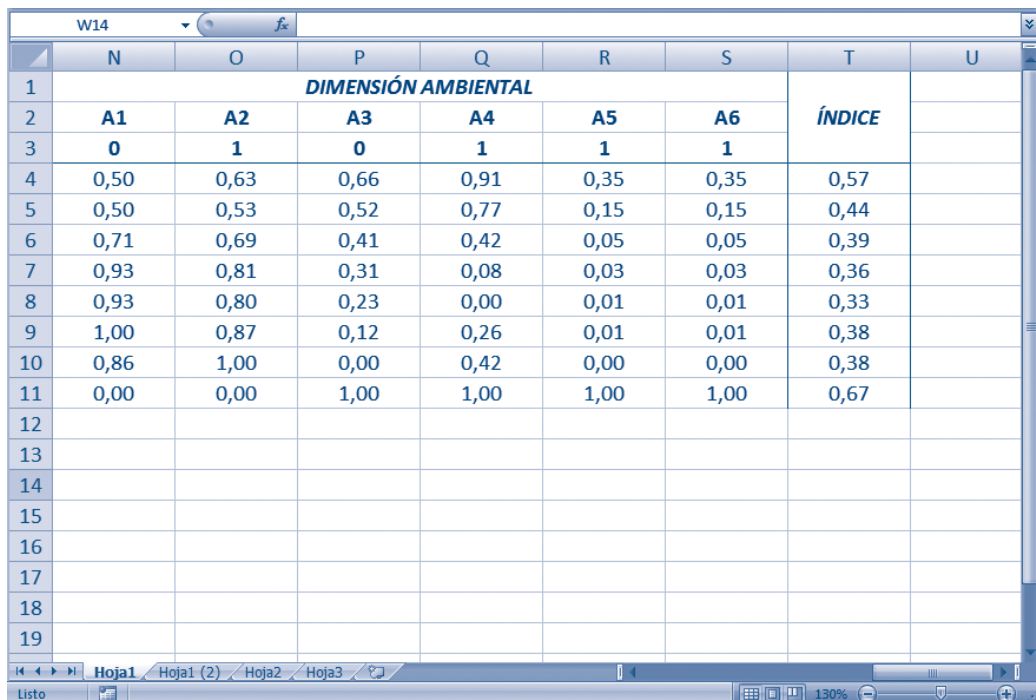 W14 fx
N O P Q R S T U
1 DIMENSIÓN AMBIENTAL
2 A1 A2 A3 A4 A5 A6 ÍNDICE
3 0 1 0 1 1 1
4 0,50 0,63 0,66 0,91 0,35 0,35 0,57
5 0,50 0,53 0,52 0,77 0,15 0,15 0,44
6 0,71 0,69 0,41 0,42 0,05 0,05 0,39
7 0,93 0,81 0,31 0,08 0,03 0,03 0,36
8 0,93 0,80 0,23 0,00 0,01 0,01 0,33
9 1,00 0,87 0,12 0,26 0,01 0,01 0,38
10 0,86 1,00 0,00 0,42 0,00 0,00 0,38
11 0,00 0,00 1,00 1,00 1,00 1,00 0,67
12
13
14
15
16
17
18
19
Hoja1 Hoja1 (2) Hoja2 Hoja3
Listo 130%